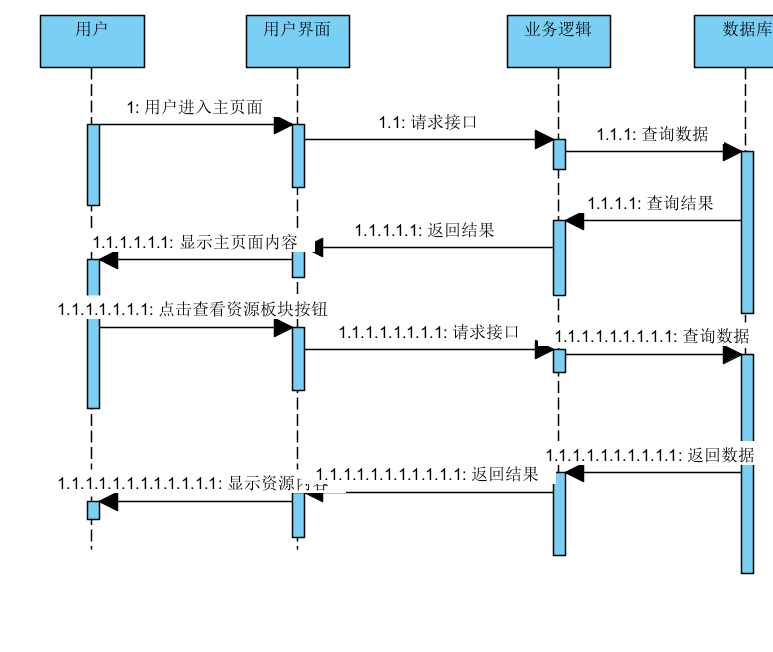 用户
用户界面
业务逻辑
数据库
1: 用户进入主页面
1.1: 请求接口
1.1.1: 查询数据
1.1.1.1: 查询结果
1.1.1.1.1: 返回结果
1.1.1.1.1.1: 显示主页面内容
1.1.1.1.1.1.1: 点击查看资源板块按钮
1.1.1.1.1.1.1.1: 请求接口
1.1.1.1.1.1.1.1.1: 查询数据
1.1.1.1.1.1.1.1.1.1: 返回数据
1.1.1.1.1.1.1.1.1.1.1: 返回结果
1.1.1.1.1.1.1.1.1.1.1.1: 显示资源内容